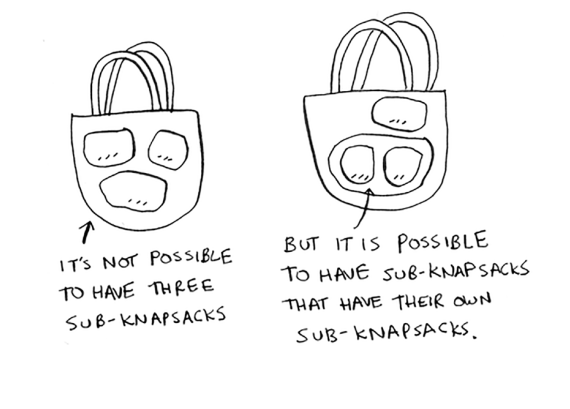 IT'S NOT POSSIBLE
TO HAVE THREE
SUB-KNAPSACKS
BUT IT IS POSSIBLE
TO HAVE SUB-KNAPSACKS
THAT HAVE THEIR OWN
SUB-KNAPSACKS.